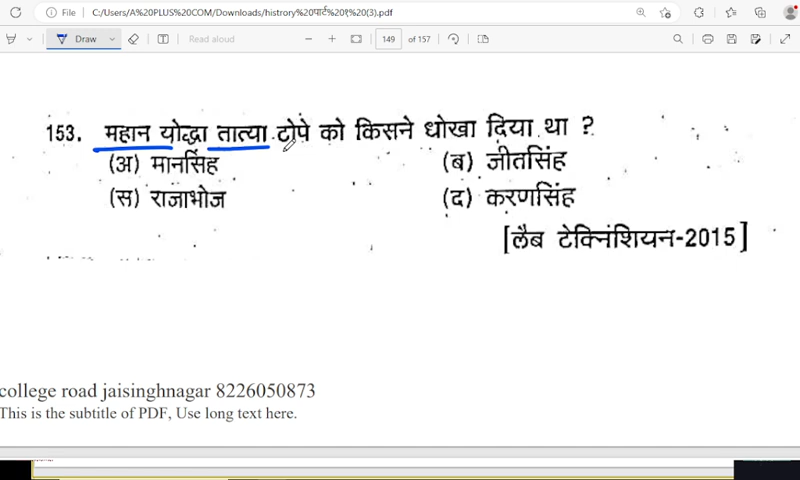 File
C:/Users/A%20PLUS%20COM/Downloads/histrory%20पार्ट%20१%20(3).pdf
Draw
Read aloud
149 of 157
153. महान योद्धा तात्या टोपे को किसने धोखा दिया था ?
(अ) मानसिंह (ब) जीतसिंह
(स) राजाभोज (द) करणसिंह
[लैब टेक्निंशियन-2015]
college road jaisinghnagar 8226050873
This is the subtitle of PDF, Use long text here.